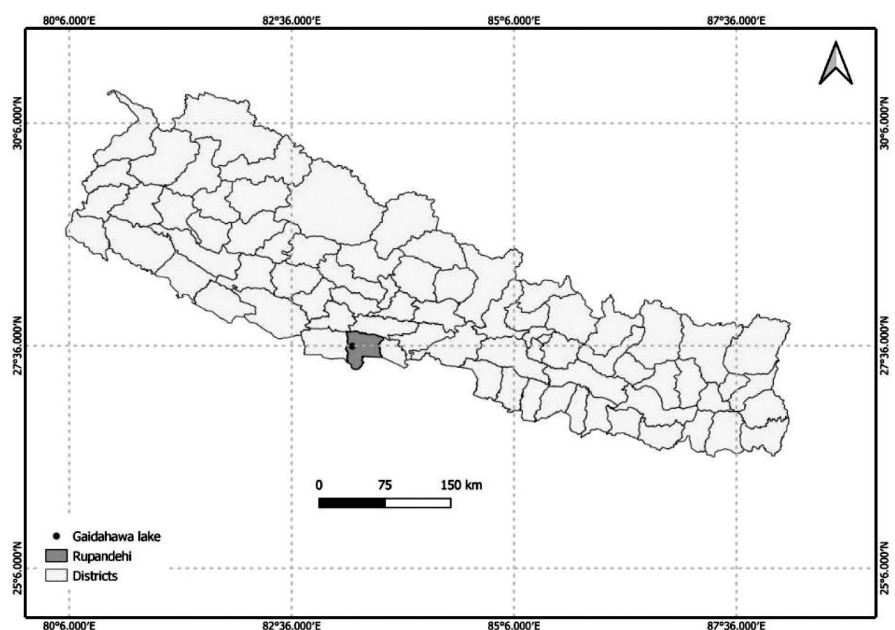 80°6.000'E 82°36.000'E 85°6.000'E 87°36.000'E
30°6.000'N 30°6.000'N
27°36.000'N 27°36.000'N
0 75 150 km
Gaidahawa lake
Rupandehi
Districts
25°6.000'N 25°6.000'N
80°6.000'E 82°36.000'E 85°6.000'E 87°36.000'E